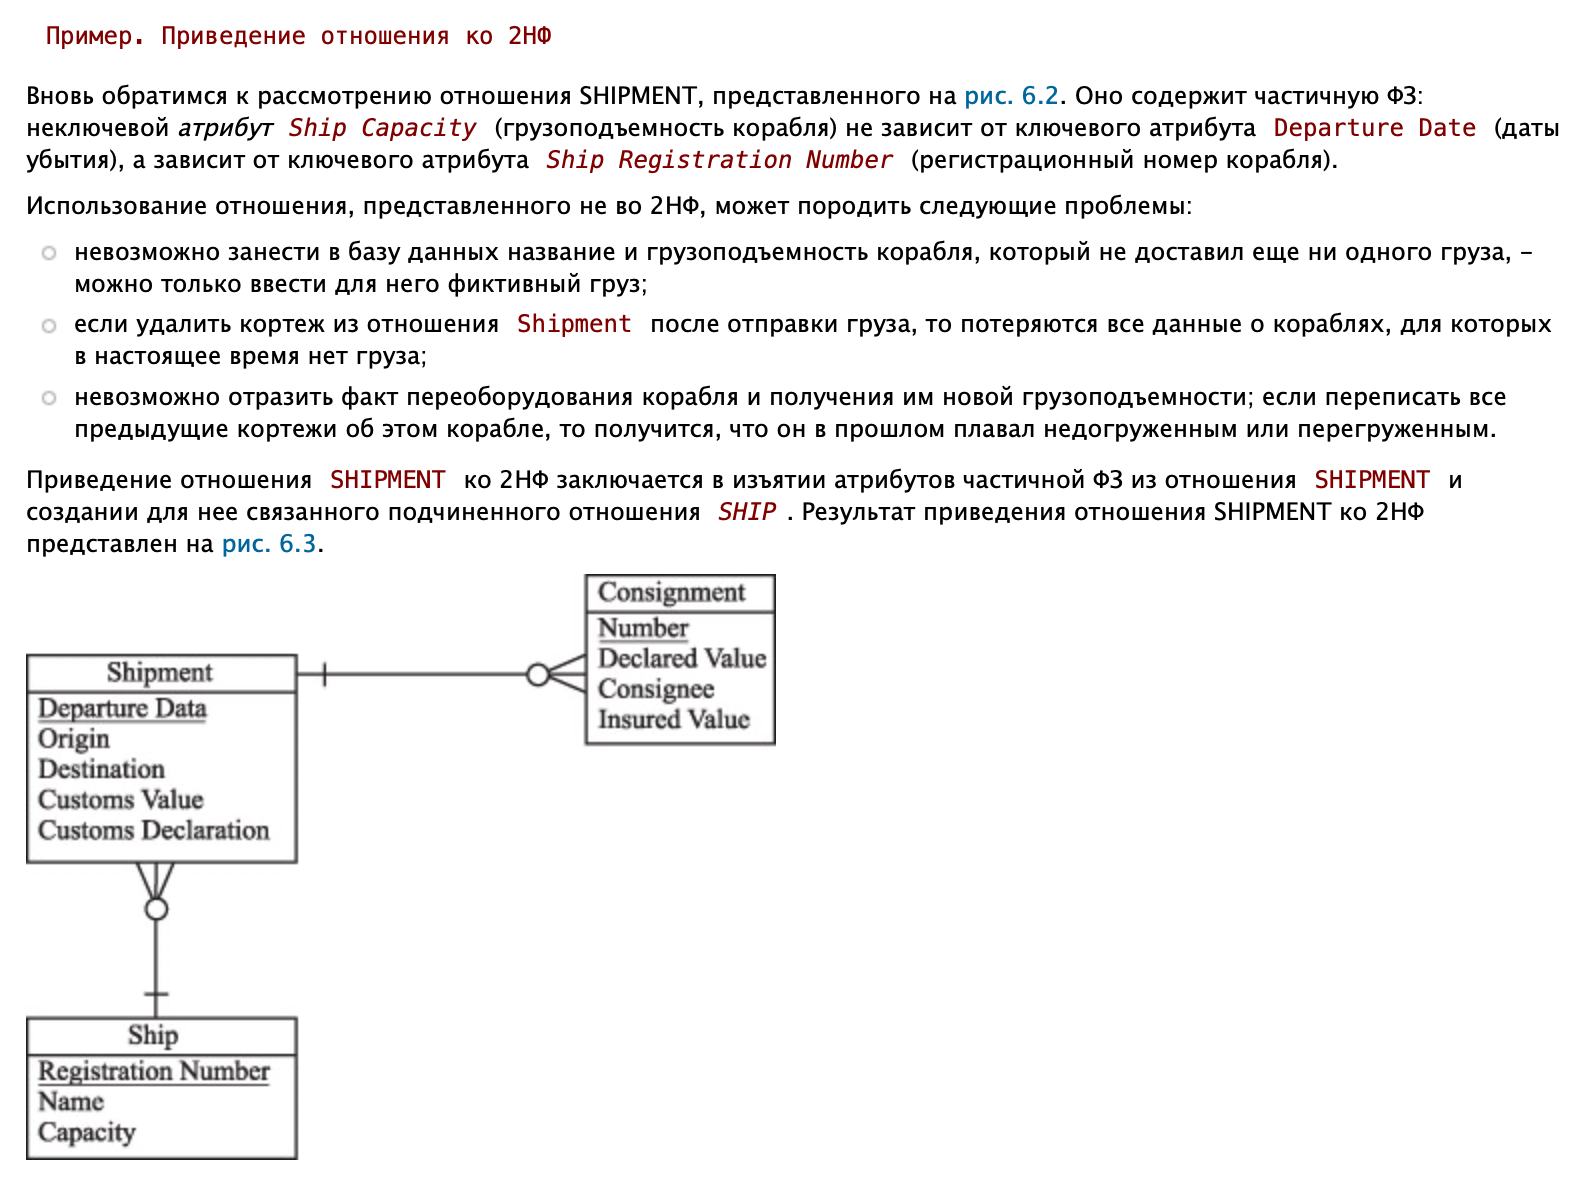 Пример. Приведение отношения ко 2НФ
Вновь обратимся к рассмотрению отношения SHIPMENT, представленного на рис. 6.2. Оно содержит частичную ФЗ:
неключевой атрибут Ship Capacity (грузоподъемность корабля) не зависит от ключевого атрибута Departure Date (даты
убытия), а зависит от ключевого атрибута Ship Registration Number (регистрационный номер корабля).
Использование отношения, представленного не во 2НФ, может породить следующие проблемы:
невозможно занести в базу данных название и грузоподъемность корабля, который не доставил еще ни одного груза, –
можно только ввести для него фиктивный груз;
если удалить кортеж из отношения Shipment после отправки груза, то потеряются все данные о кораблях, для которых
в настоящее время нет груза;
невозможно отразить факт переоборудования корабля и получения им новой грузоподъемности; если переписать все
предыдущие кортежи об этом корабле, то получится, что он в прошлом плавал недогруженным или перегруженным.
Приведение отношения SHIPMENT ко 2НФ заключается в изъятии атрибутов частичной ФЗ из отношения SHIPMENT и
создании для нее связанного подчиненного отношения SHIP . Результат приведения отношения SHIPMENT ко 2НФ
представлен на рис. 6.3.
Consignment
Number
Declared Value
Consignee
Insured Value
Shipment
Departure Data
Origin
Destination
Customs Value
Customs Declaration
Ship
Registration Number
Name
Capacity